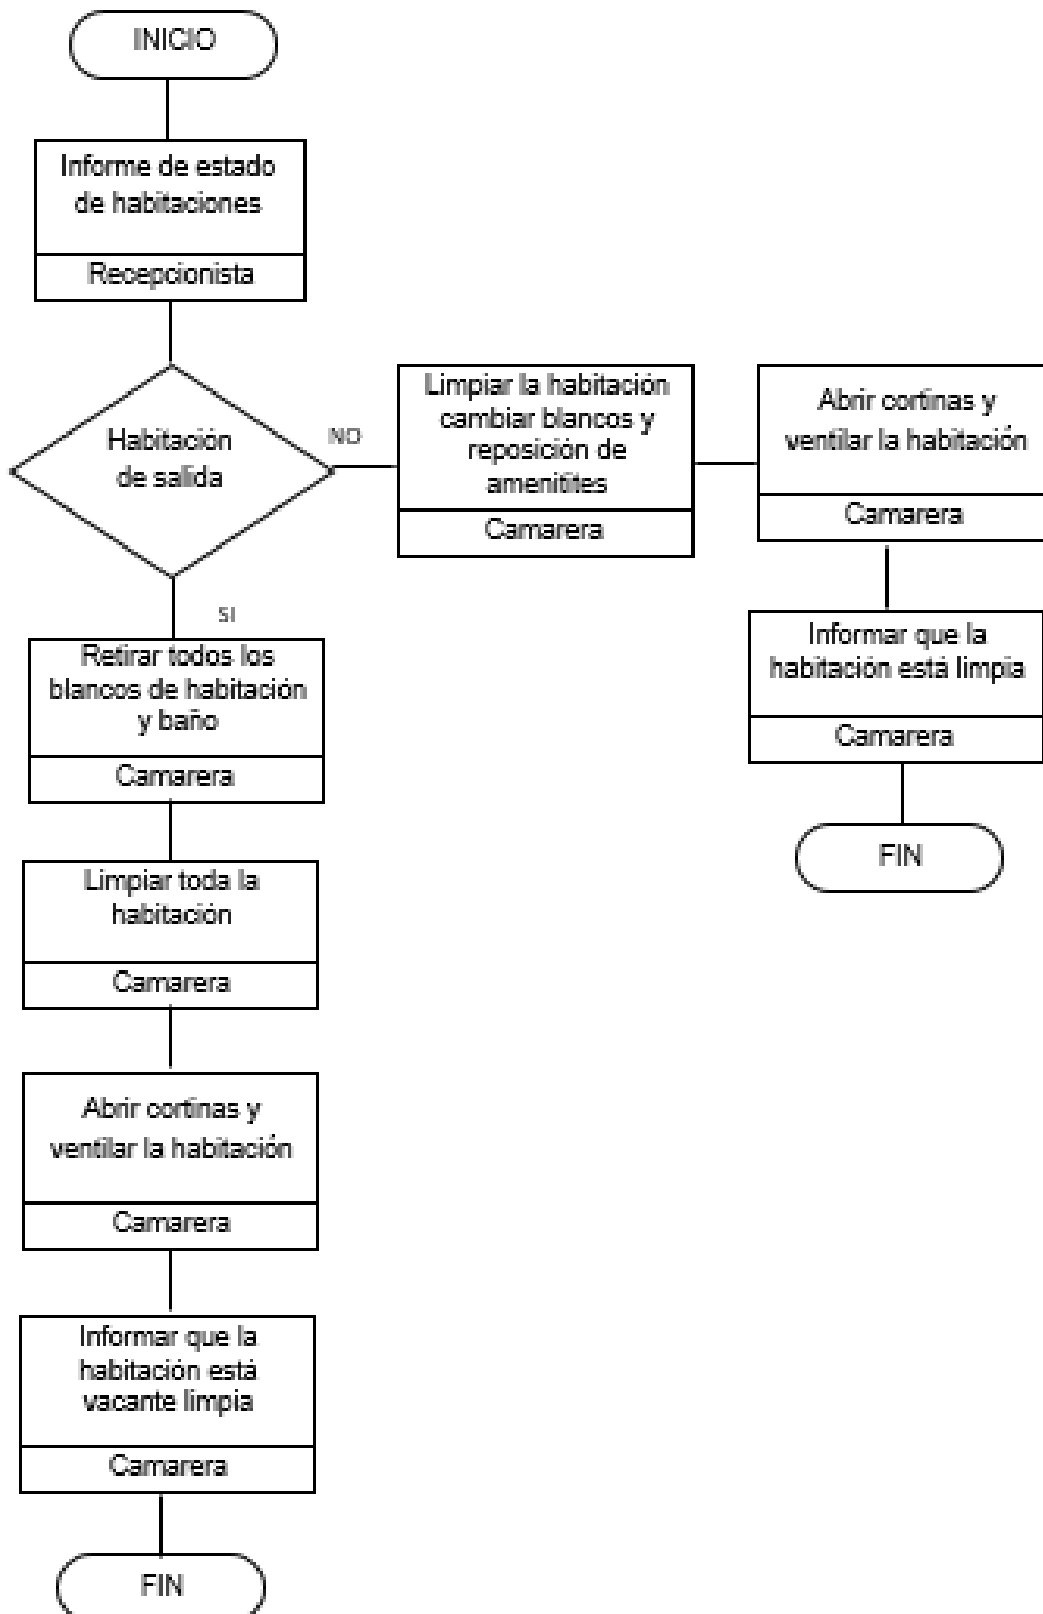 INICIO
Informe de estado
de habitaciones
Recepcionista
Habitación
de salida
NO
Limpiar la habitación
cambiar blancos y
reposición de
amenitites
Camarera
Abrir cortinas y
ventilar la habitación
Camarera
Informar que la
habitación está limpia
Camarera
FIN
SI
Retirar todos los
blancos de habitación
y baño
Camarera
Limpiar toda la
habitación
Camarera
Abrir cortinas y
ventilar la habitación
Camarera
Informar que la
habitación está
vacante limpia
Camarera
FIN